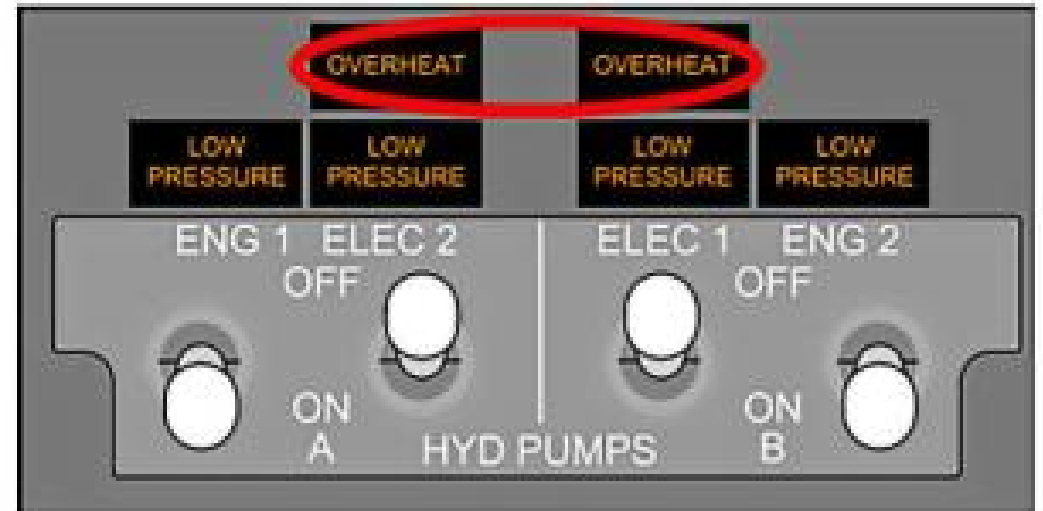 OVERHEAT OVERHEAT
LOW PRESSURE LOW PRESSURE LOW PRESSURE LOW PRESSURE
ENG 1 ELEC 2 ELEC 1 ENG 2
OFF OFF
ON ON
A HYD PUMPS B